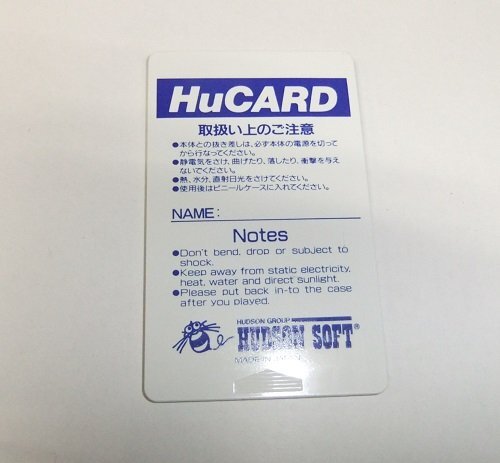 HuCARD
取扱い上のご注意
●本体との抜き差しは、必ず本体の電源を切って
から行なってください。
●静電気をさけ、曲げたり、落したり、衝撃を与え
ないでください。
●熱、水分、直射日光をさけてください。
●使用後はビニールケースに入れてください。
NAME:
Notes
●Don't bend, drop or subject to
shock.
●Keep away from static electricity,
heat, water and direct sunlight.
●Please put back in-to the case
after you played.
HUDSON GROUP
HUDSON SOFT®
MADE IN JAPAN